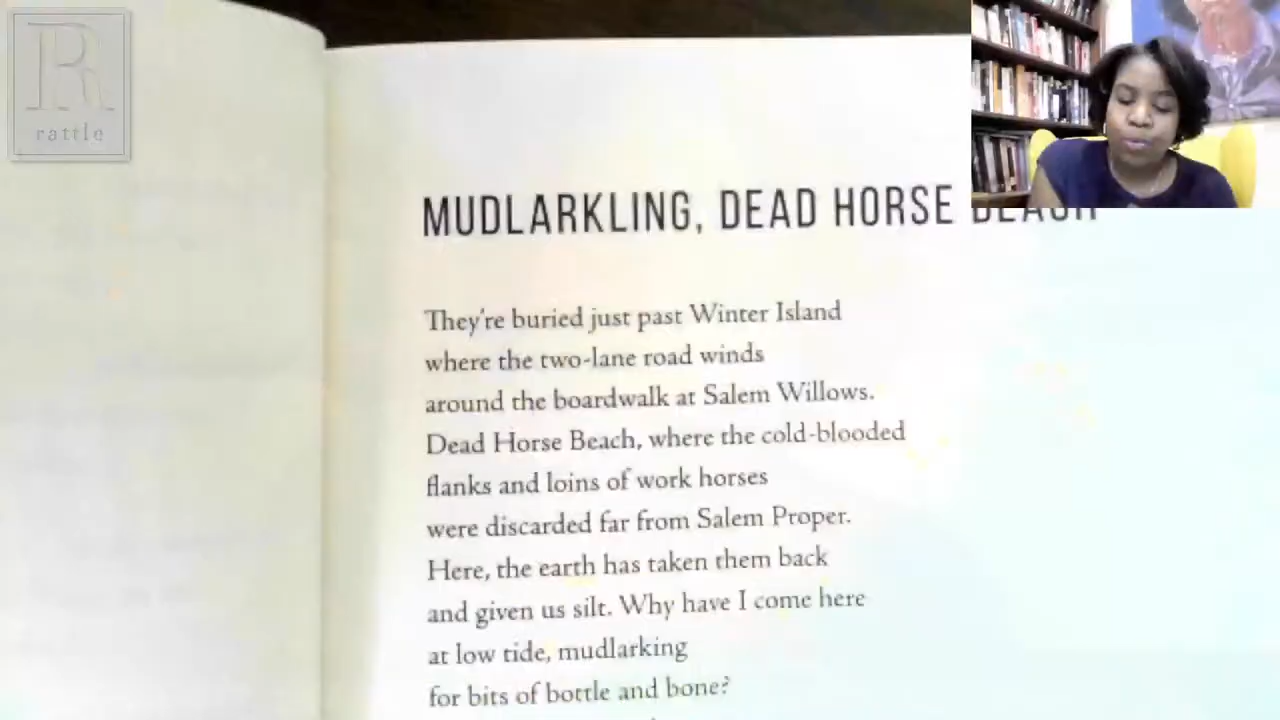 R
rattle
MUDLARKLING, DEAD HORSE BEACH
They're buried just past Winter Island
where the two-lane road winds
around the boardwalk at Salem Willows.
Dead Horse Beach, where the cold-blooded
flanks and loins of work horses
were discarded far from Salem Proper.
Here, the earth has taken them back
and given us silt. Why have I come here
at low tide, mudlarking
for bits of bottle and bone?